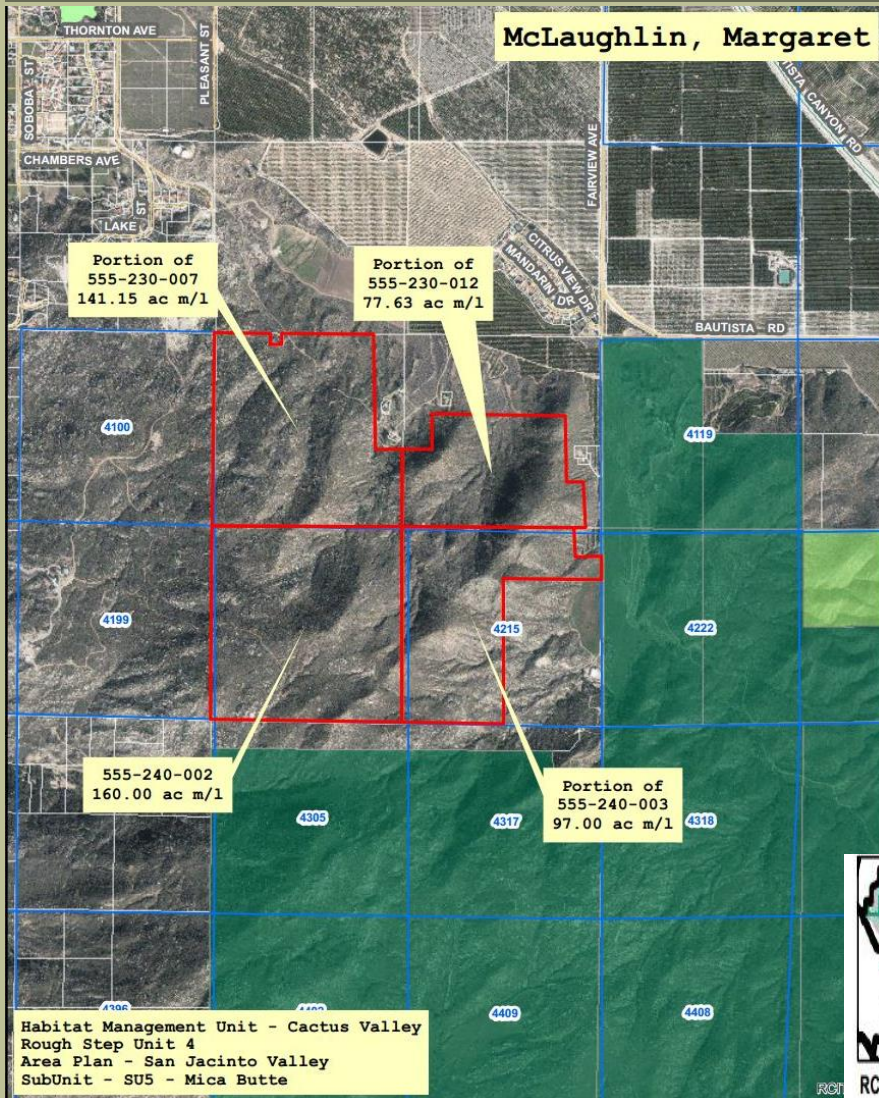 McLaughlin, Margaret
THORNTON AVE
SOBOBA ST
PLEASANT ST
CHAMBERS AVE
LAKE ST
FAIRVIEW AVE
CANYON RD
CITRUS VIEW DR
MANDARIN DR
BAUTISTA RD
Portion of
555-230-007
141.15 ac m/l
Portion of
555-230-012
77.63 ac m/l
4100
4119
4199
4215
4222
555-240-002
160.00 ac m/l
Portion of
555-240-003
97.00 ac m/l
4305
4317
4318
4396
4409
4408
Habitat Management Unit - Cactus Valley
Rough Step Unit 4
Area Plan - San Jacinto Valley
SubUnit - SU5 - Mica Butte